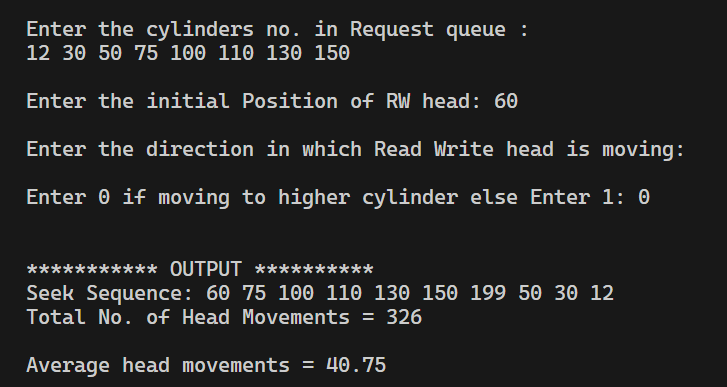 Enter the cylinders no. in Request queue :
12 30 50 75 100 110 130 150
Enter the initial Position of RW head: 60
Enter the direction in which Read Write head is moving:
Enter 0 if moving to higher cylinder else Enter 1: 0
*********** OUTPUT **********
Seek Sequence: 60 75 100 110 130 150 199 50 30 12
Total No. of Head Movements = 326
Average head movements = 40.75